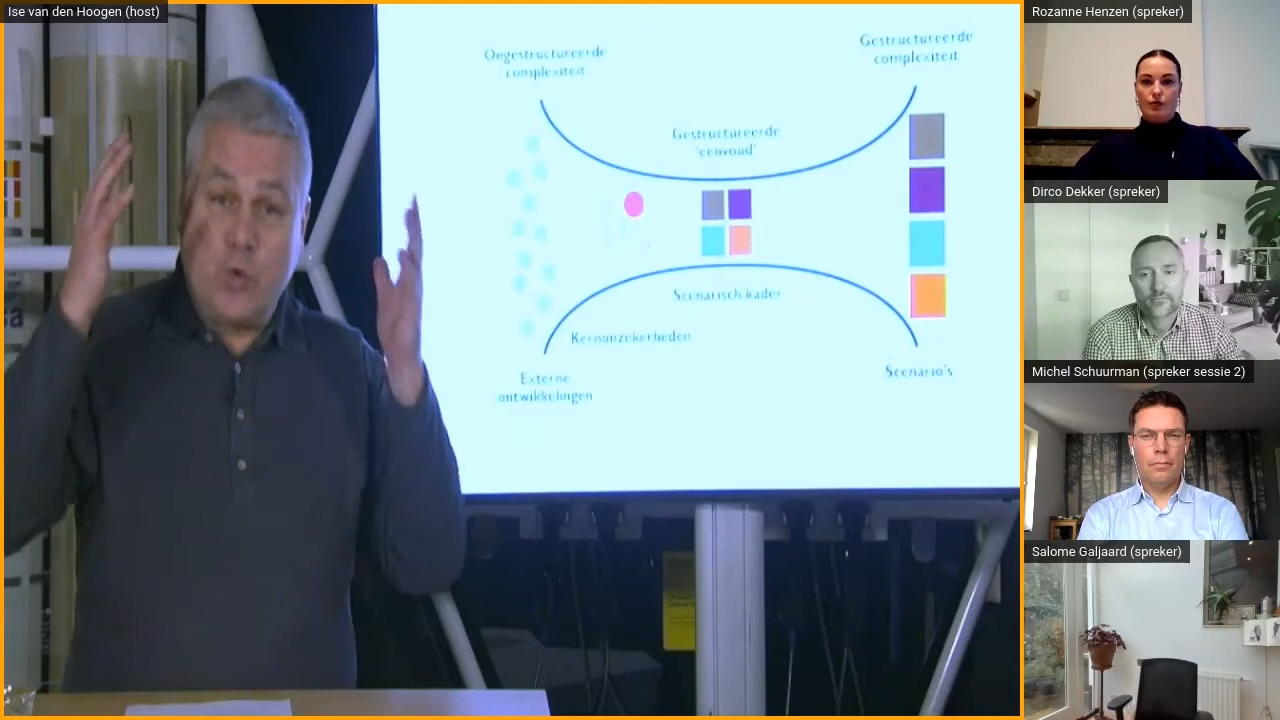 Ise van den Hoogen (host)
Ongestructureerde
complexiteit
Gestructureerde
complexiteit
Gestructureerde
'eenvoud'
Scenarisch kader
Kernonzekerheden
Externe
ontwikkelingen
Scenario's
Rozanne Henzen (spreker)
Dirco Dekker (spreker)
Michel Schuurman (spreker sessie 2)
Salome Galjaard (spreker)